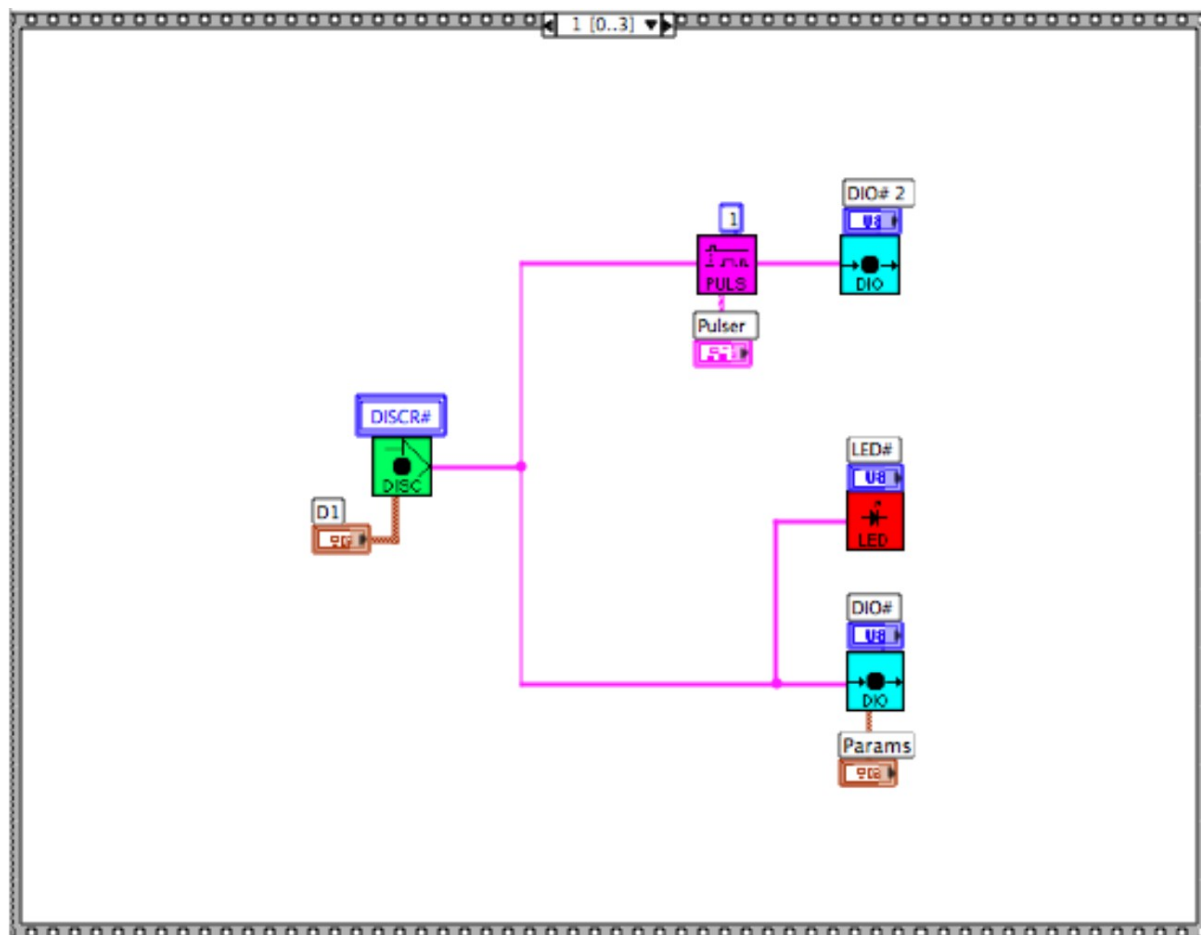 1 [0..3]
DIO# 2
U8
1
DIO
PULS
Pulser
DISCR#
DISC
D1
LED#
U8
LED
DIO#
U8
DIO
Params